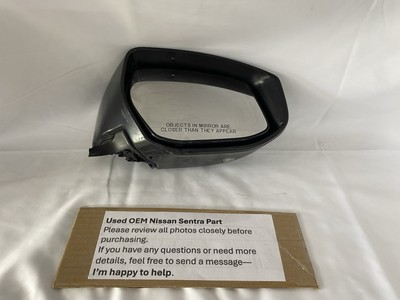 OBJECTS IN MIRROR ARE
CLOSER THAN THEY APPEAR
Used OEM Nissan Sentra Part
Please review all photos closely before
purchasing.
If you have any questions or need more
details, feel free to send a message—
I'm happy to help.